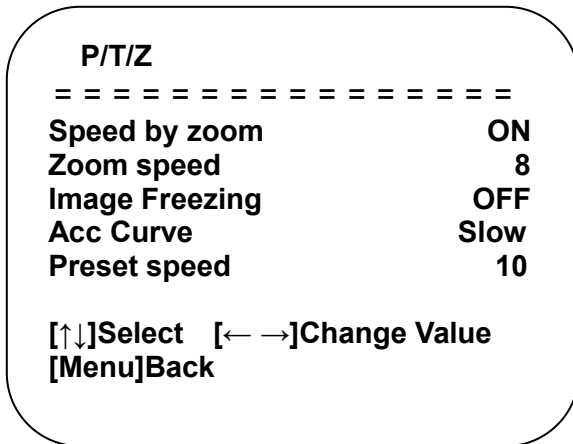 P/T/Z
= = = = = = = = = = = = = = = =
Speed by zoom ON
Zoom speed 8
Image Freezing OFF
Acc Curve Slow
Preset speed 10
[↑↓]Select [← →]Change Value
[Menu]Back